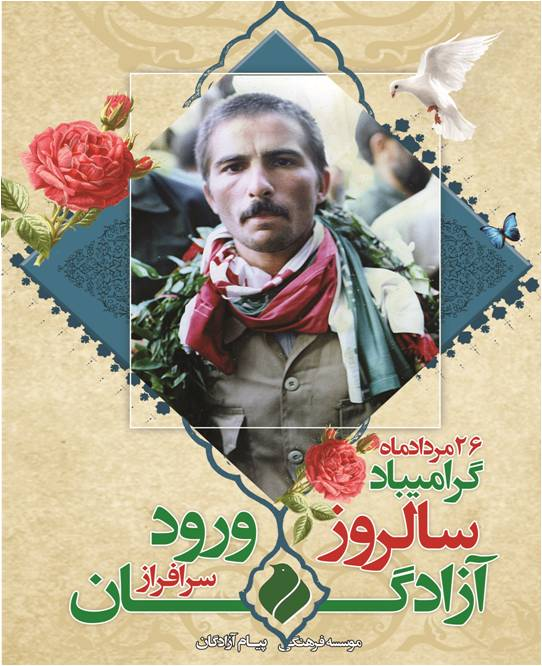 ۲۶ مردادماه
گرامیباد
سالروز ورود
آزادگان سرافراز
موسسه فرهنگی پیام آزادگان